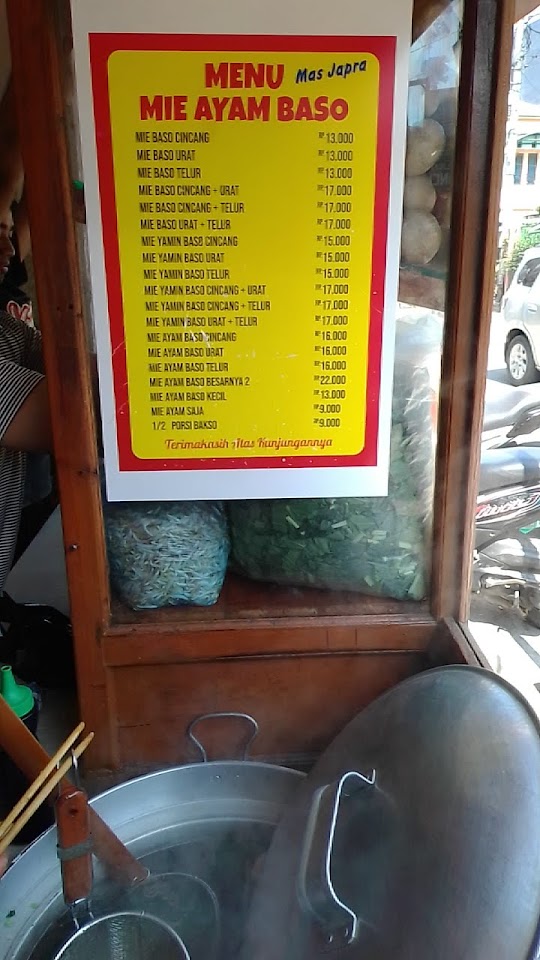 MENU Mas Japra
MIE AYAM BASO
MIE BASO CINCANG RP 13.000
MIE BASO URAT RP 13.000
MIE BASO TELUR RP 13.000
MIE BASO CINCANG + URAT RP 17.000
MIE BASO CINCANG + TELUR RP 17.000
MIE BASO URAT + TELUR RP 17.000
MIE YAMIN BASO CINCANG RP 15.000
MIE YAMIN BASO URAT RP 15.000
MIE YAMIN BASO TELUR RP 15.000
MIE YAMIN BASO CINCANG + URAT RP 17.000
MIE YAMIN BASO CINCANG + TELUR RP 17.000
MIE YAMIN BASO URAT + TELUR RP 17.000
MIE AYAM BASO CINCANG RP 16.000
MIE AYAM BASO URAT RP 16.000
MIE AYAM BASO TELUR RP 16.000
MIE AYAM BASO BESARNYA 2 RP 22.000
MIE AYAM BASO KECIL RP 13.000
MIE AYAM SAJA RP 9.000
1/2 PORSI BAKSO RP 9.000
Terimakasih Atas Kunjungannya